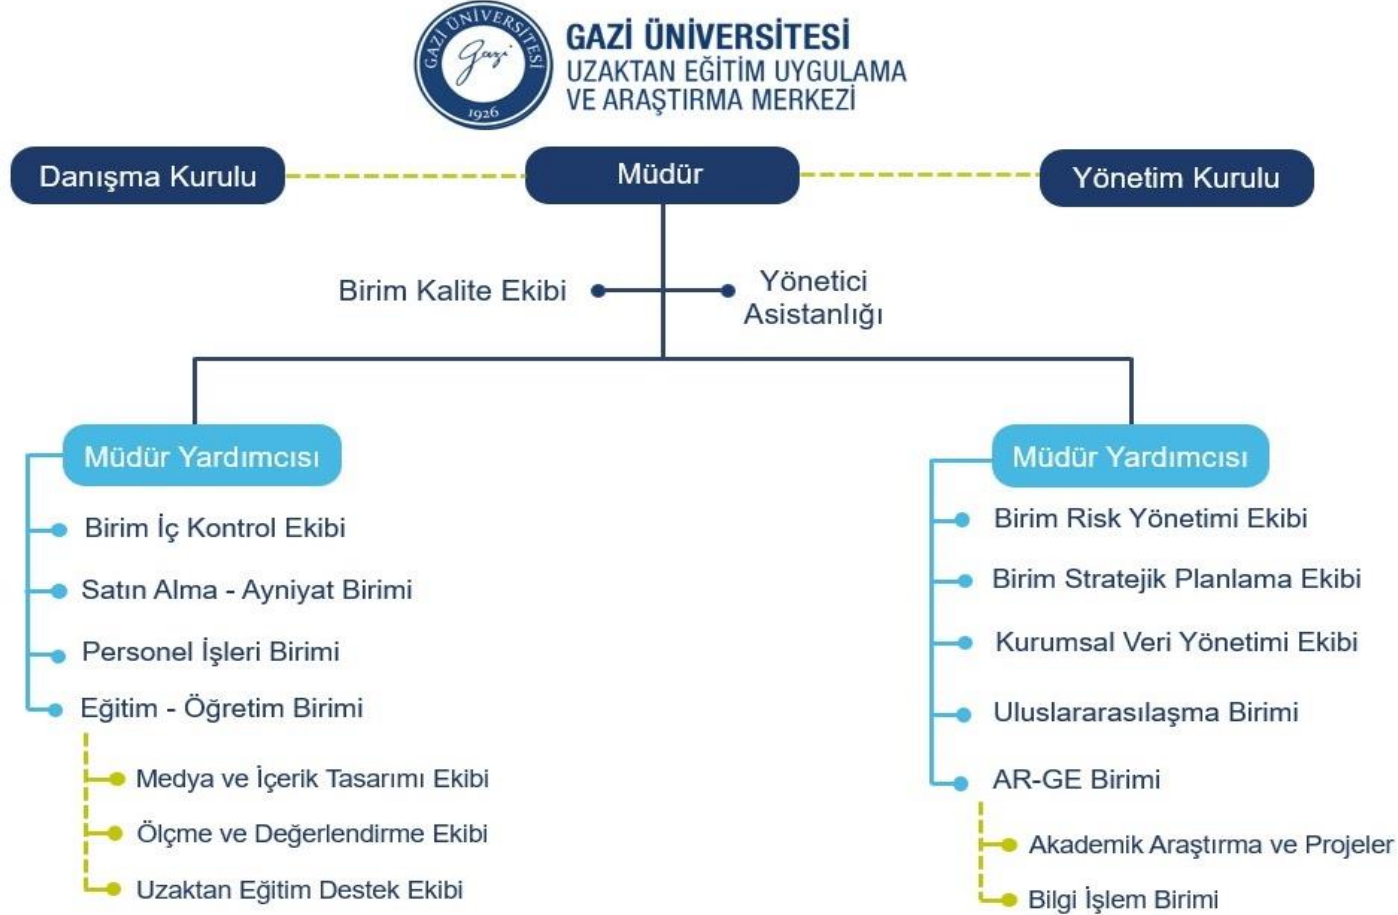 GAZİ ÜNİVERSİTESİ
Gazi
1926
GAZİ ÜNİVERSİTESİ
UZAKTAN EĞİTİM UYGULAMA
VE ARAŞTIRMA MERKEZİ
Danışma Kurulu
Müdür
Yönetim Kurulu
Birim Kalite Ekibi
Yönetici
Asistanlığı
Müdür Yardımcısı
Birim İç Kontrol Ekibi
Satın Alma - Ayniyat Birimi
Personel İşleri Birimi
Eğitim - Öğretim Birimi
Medya ve İçerik Tasarımı Ekibi
Ölçme ve Değerlendirme Ekibi
Uzaktan Eğitim Destek Ekibi
Müdür Yardımcısı
Birim Risk Yönetimi Ekibi
Birim Stratejik Planlama Ekibi
Kurumsal Veri Yönetimi Ekibi
Uluslararasılaşma Birimi
AR-GE Birimi
Akademik Araştırma ve Projeler
Bilgi İşlem Birimi